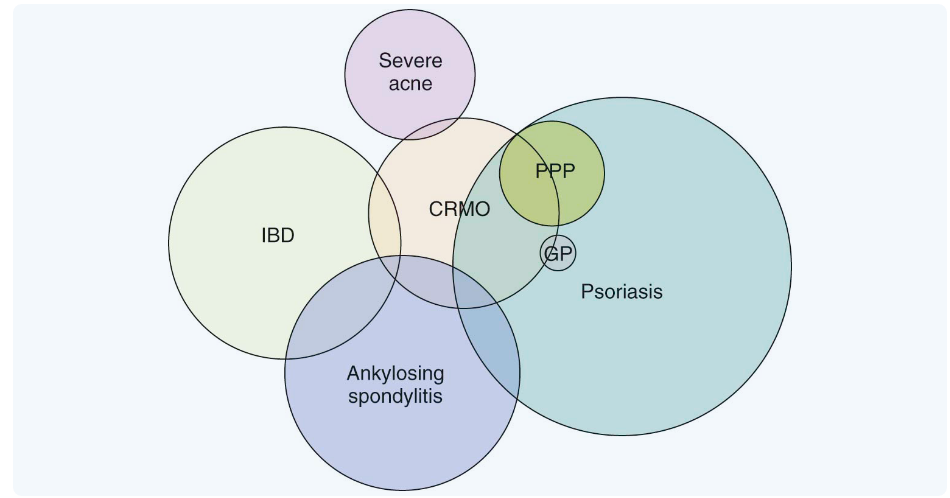 Severe
acne
PPP
CRMO
IBD
GP
Psoriasis
Ankylosing
spondylitis